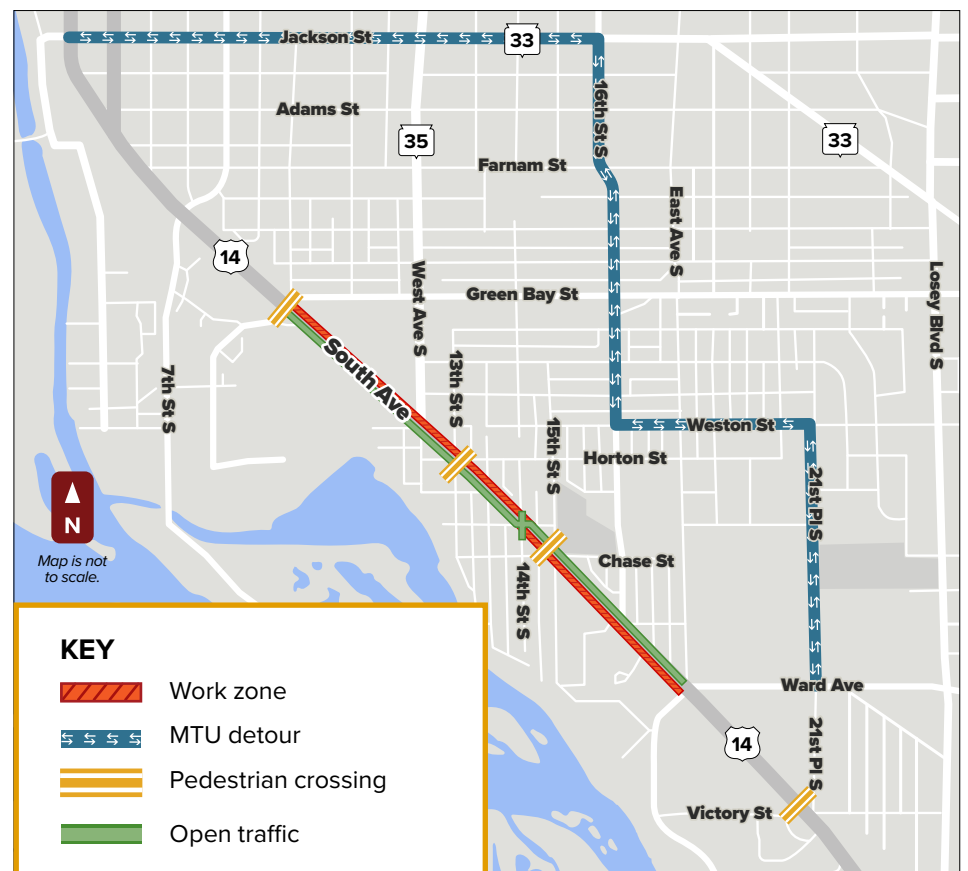 Jackson St
33
16th St S
Adams St
35
33
Farnam St
East Ave S
14
West Ave S
Green Bay St
Losey Blvd S
South Ave
13th St S
7th St S
15th St S
Weston St
Horton St
21st Pl S
N
Map is not
to scale.
Chase St
14th St S
Ward Ave
14
21st Pl S
Victory St
KEY
Work zone
MTU detour
Pedestrian crossing
Open traffic